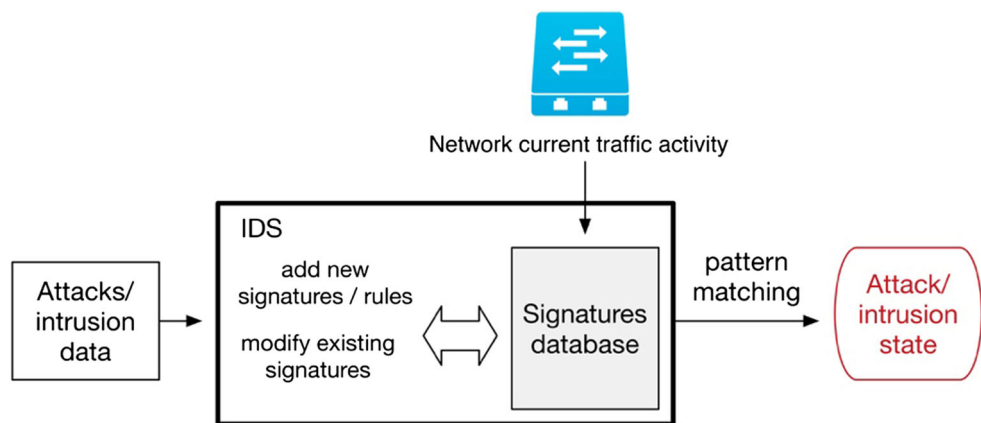 Network current traffic activity
IDS
add new
signatures / rules
modify existing
signatures
Attacks/
intrusion
data
Signatures
database
pattern
matching
Attack/
intrusion
state